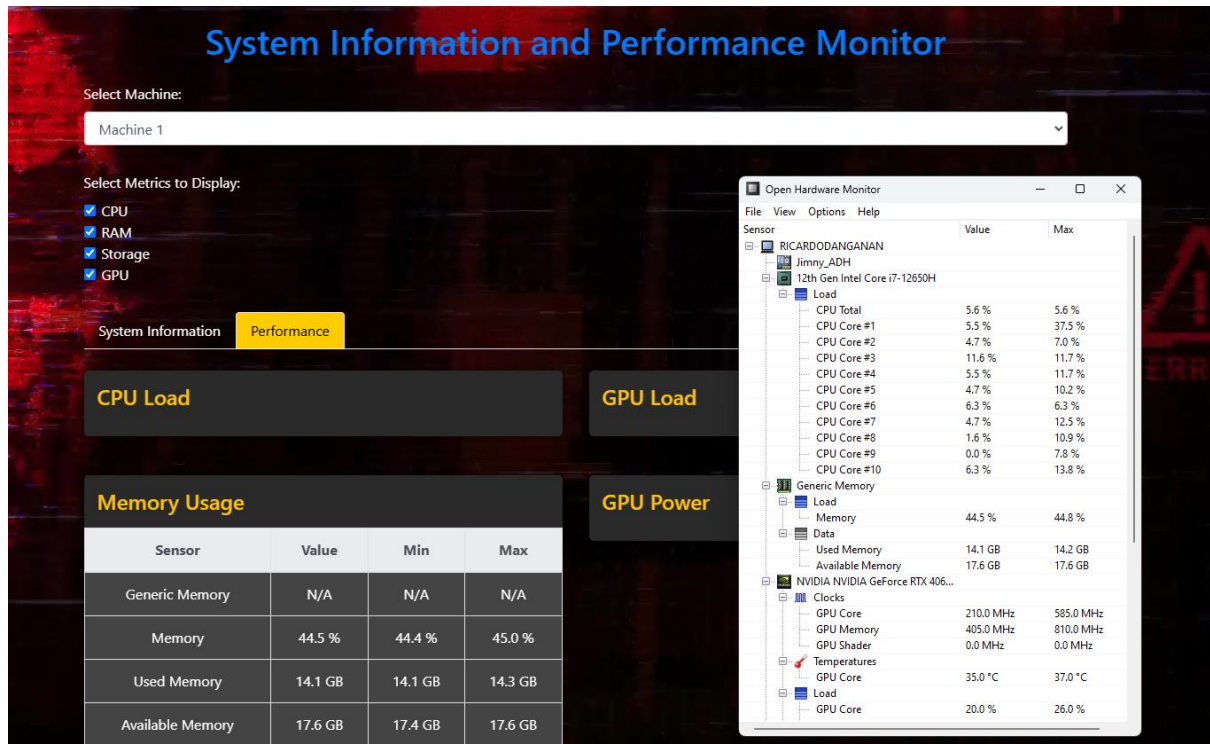 System Information and Performance Monitor
Select Machine:
Machine 1
Select Metrics to Display:
CPU
RAM
Storage
GPU
System Information Performance
CPU Load
GPU Load
Memory Usage
GPU Power
Sensor Value Min Max
Generic Memory N/A N/A N/A
Memory 44.5 % 44.4 % 45.0 %
Used Memory 14.1 GB 14.1 GB 14.3 GB
Available Memory 17.6 GB 17.4 GB 17.6 GB
Open Hardware Monitor
File View Options Help
Sensor Value Max
RICARDODANGANAN
Jimny_ADH
12th Gen Intel Core i7-12650H
Load
CPU Total 5.6 % 5.6 %
CPU Core #1 5.5 % 37.5 %
CPU Core #2 4.7 % 7.0 %
CPU Core #3 11.6 % 11.7 %
CPU Core #4 5.5 % 11.7 %
CPU Core #5 4.7 % 10.2 %
CPU Core #6 6.3 % 6.3 %
CPU Core #7 4.7 % 12.5 %
CPU Core #8 1.6 % 10.9 %
CPU Core #9 0.0 % 7.8 %
CPU Core #10 6.3 % 13.8 %
Generic Memory
Load
Memory 44.5 % 44.8 %
Data
Used Memory 14.1 GB 14.2 GB
Available Memory 17.6 GB 17.6 GB
NVIDIA NVIDIA GeForce RTX 406...
Clocks
GPU Core 210.0 MHz 585.0 MHz
GPU Memory 405.0 MHz 810.0 MHz
GPU Shader 0.0 MHz 0.0 MHz
Temperatures
GPU Core 35.0 °C 37.0 °C
Load
GPU Core 20.0 % 26.0 %
ERR